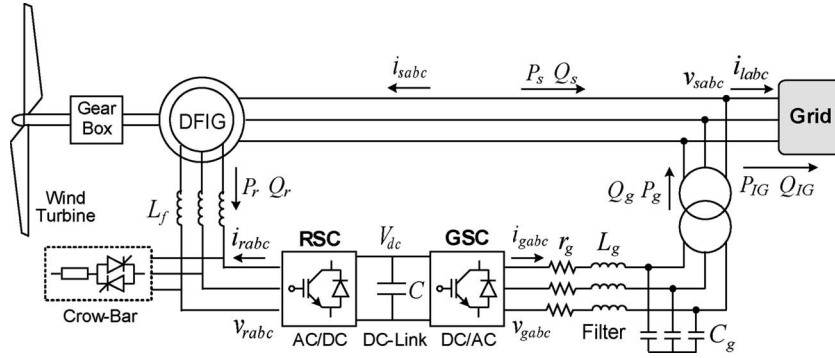 i_sabc
P_s Q_s
v_sabc
i_labc
Gear
Box
DFIG
Grid
Wind
Turbine
L_f
P_r Q_r
Q_g P_g
P_IG Q_IG
i_rabc
RSC
V_dc
GSC
i_gabc
r_g
L_g
C
Crow-Bar
v_rabc
AC/DC
DC-Link
DC/AC
v_gabc
Filter
C_g